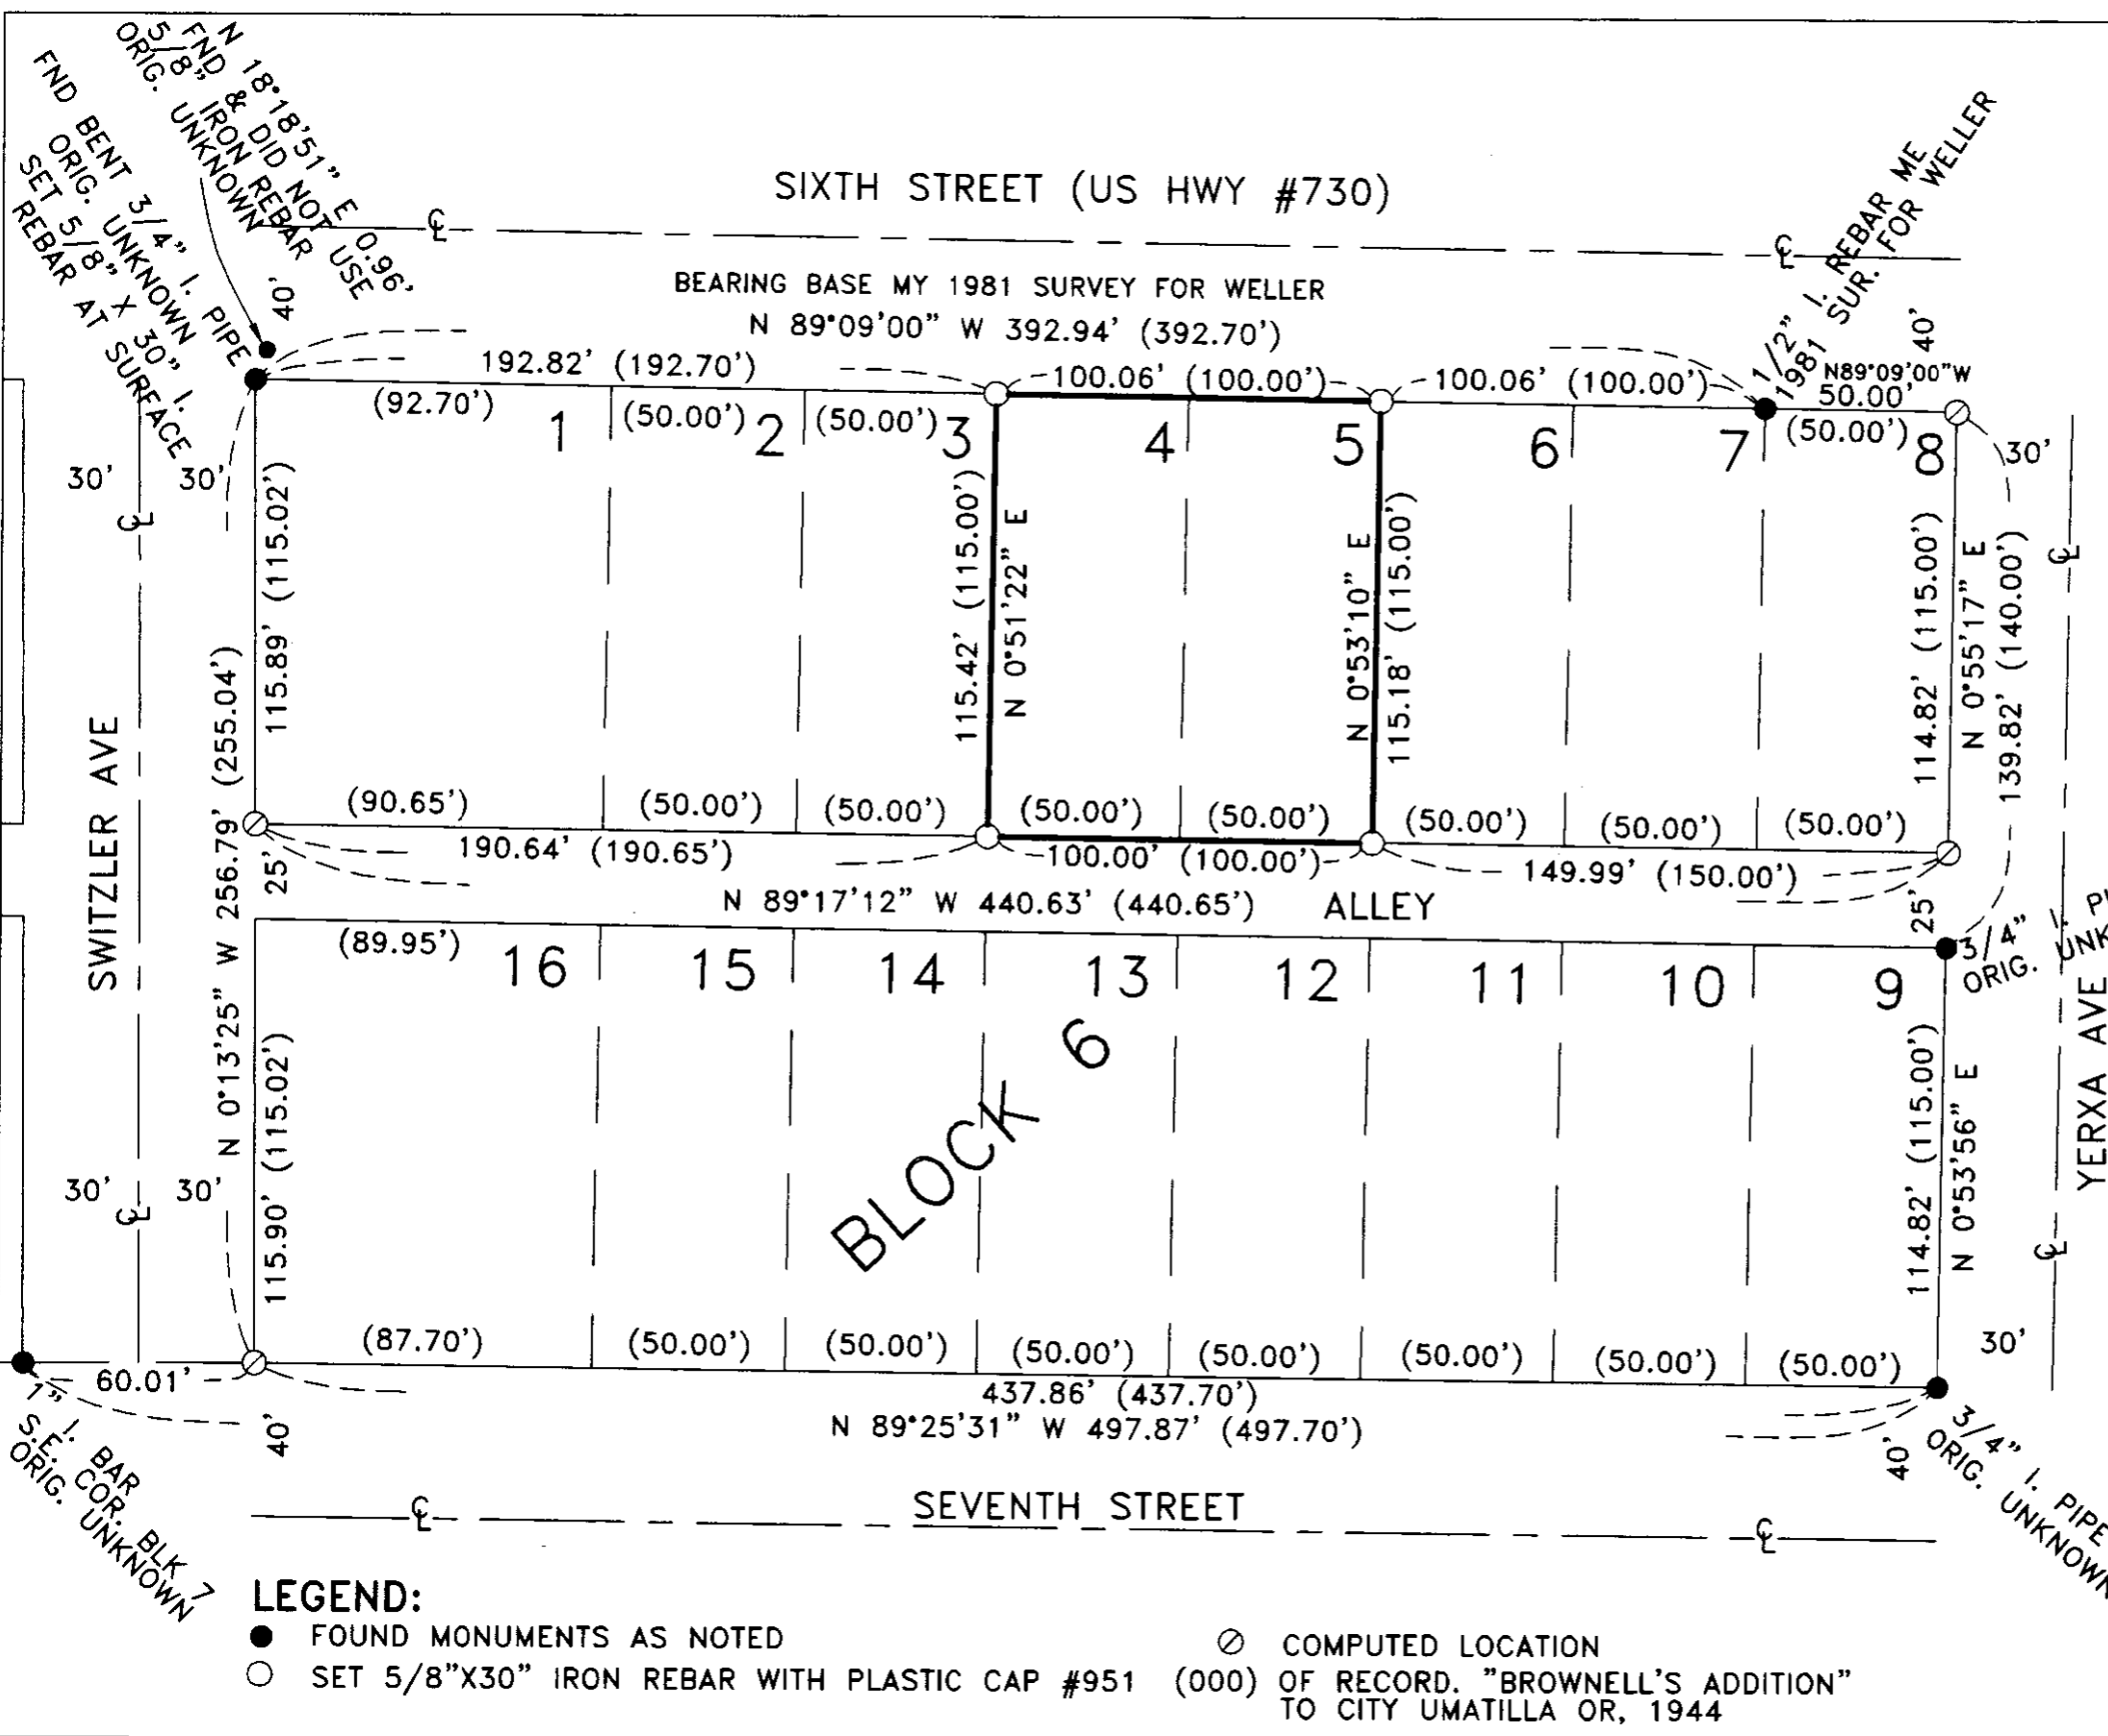 N 18°18'51" E 0.96'
FND & DID NOT USE
5/8" IRON REBAR
ORIG. UNKNOWN
FND BENT 3/4" I. PIPE
ORIG. UNKNOWN
SET 5/8" X 30" I.
REBAR AT SURFACE
SIXTH STREET (US HWY #730)
℄
℄
BEARING BASE MY 1981 SURVEY FOR WELLER
N 89°09'00" W 392.94' (392.70')
1/2" I. REBAR ME
1981 SUR. FOR WELLER
40'
40'
192.82' (192.70')
100.06' (100.00')
100.06' (100.00')
N89°09'00"W
50.00'
(92.70')
1
(50.00')
2
(50.00')
3
4
5
6
7
(50.00')
8
30'
30'
30'
℄
℄
115.89' (115.02')
115.42' (115.00')
N 0°51'22" E
N 0°53'10" E
115.18' (115.00')
114.82' (115.00')
N 0°55'17" E
139.82' (140.00')
SWITZLER AVE
N 0°13'25" W 256.79' (255.04')
(90.65')
(50.00')
(50.00')
(50.00')
(50.00')
(50.00')
(50.00')
(50.00')
25'
190.64' (190.65')
100.00' (100.00')
149.99' (150.00')
25'
N 89°17'12" W 440.63' (440.65')
ALLEY
3/4" I.
ORIG.
(89.95')
16
15
14
13
12
11
10
9
BLOCK 6
YERXA AVE
115.90' (115.02')
114.82' (115.00')
N 0°53'56" E
30'
30'
℄
℄
30'
(87.70')
(50.00')
(50.00')
(50.00')
(50.00')
(50.00')
(50.00')
(50.00')
60.01'
437.86' (437.70')
N 89°25'31" W 497.87' (497.70')
1" I. BAR
S.E. COR. BLK 7
ORIG. UNKNOWN
40'
40'
3/4" I. PIPE
ORIG. UNKNOWN
SEVENTH STREET
℄
℄
LEGEND:
FOUND MONUMENTS AS NOTED
SET 5/8"X30" IRON REBAR WITH PLASTIC CAP #951
COMPUTED LOCATION
(000) OF RECORD. "BROWNELL'S ADDITION"
TO CITY UMATILLA OR, 1944